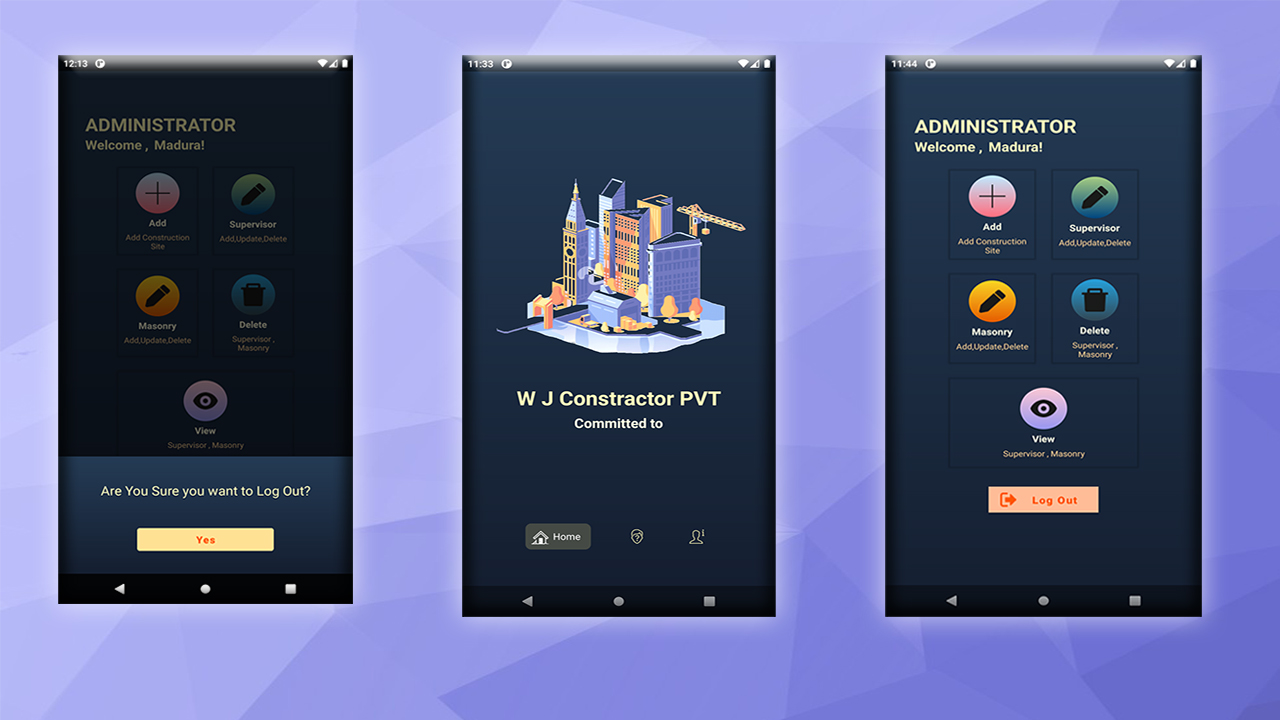 12:13
ADMINISTRATOR
Welcome , Madura!
Add
Add Construction
Site
Supervisor
Add,Update,Delete
Masonry
Add,Update,Delete
Delete
Supervisor ,
Masonry
View
Supervisor , Masonry
Are You Sure you want to Log Out?
Yes
11:33
W J Constractor PVT
Committed to
Home
11:44
ADMINISTRATOR
Welcome , Madura!
Add
Add Construction
Site
Supervisor
Add,Update,Delete
Masonry
Add,Update,Delete
Delete
Supervisor ,
Masonry
View
Supervisor , Masonry
Log Out